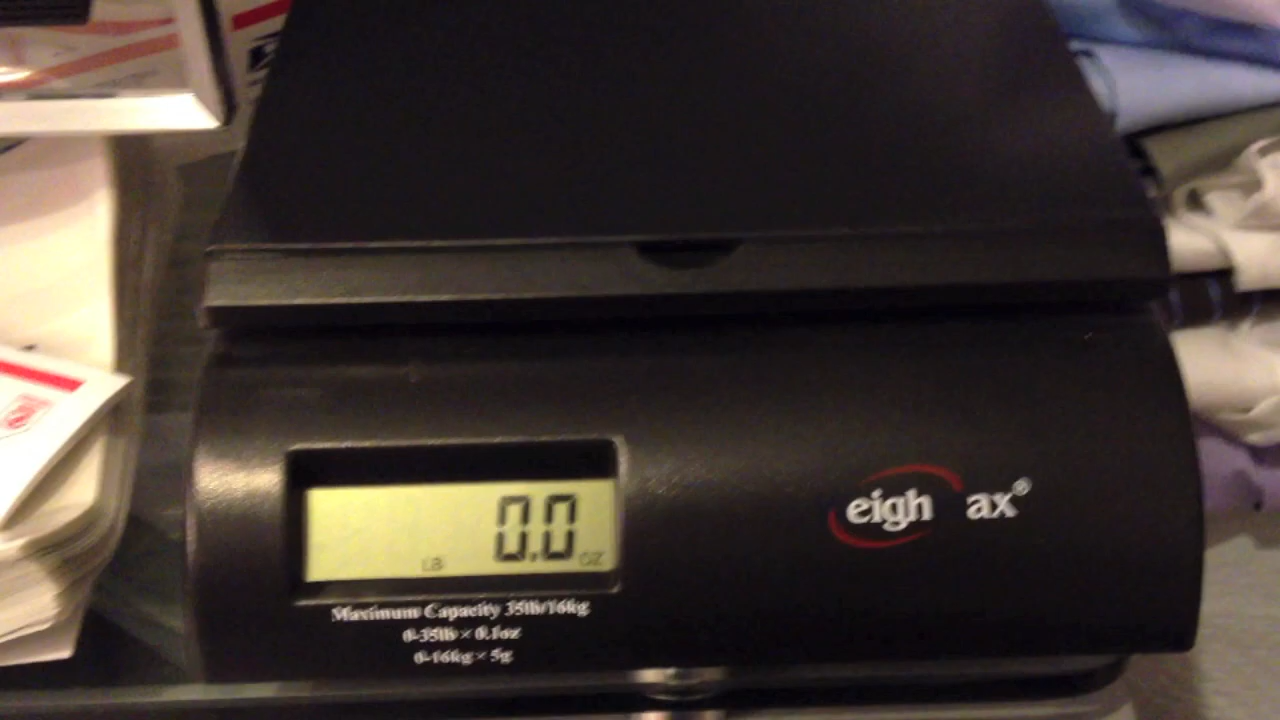 0.0
LB OZ
eigh ax®
Maximum Capacity 35lb/16kg
0-35lb × 0.1oz
0-16kg × 5g